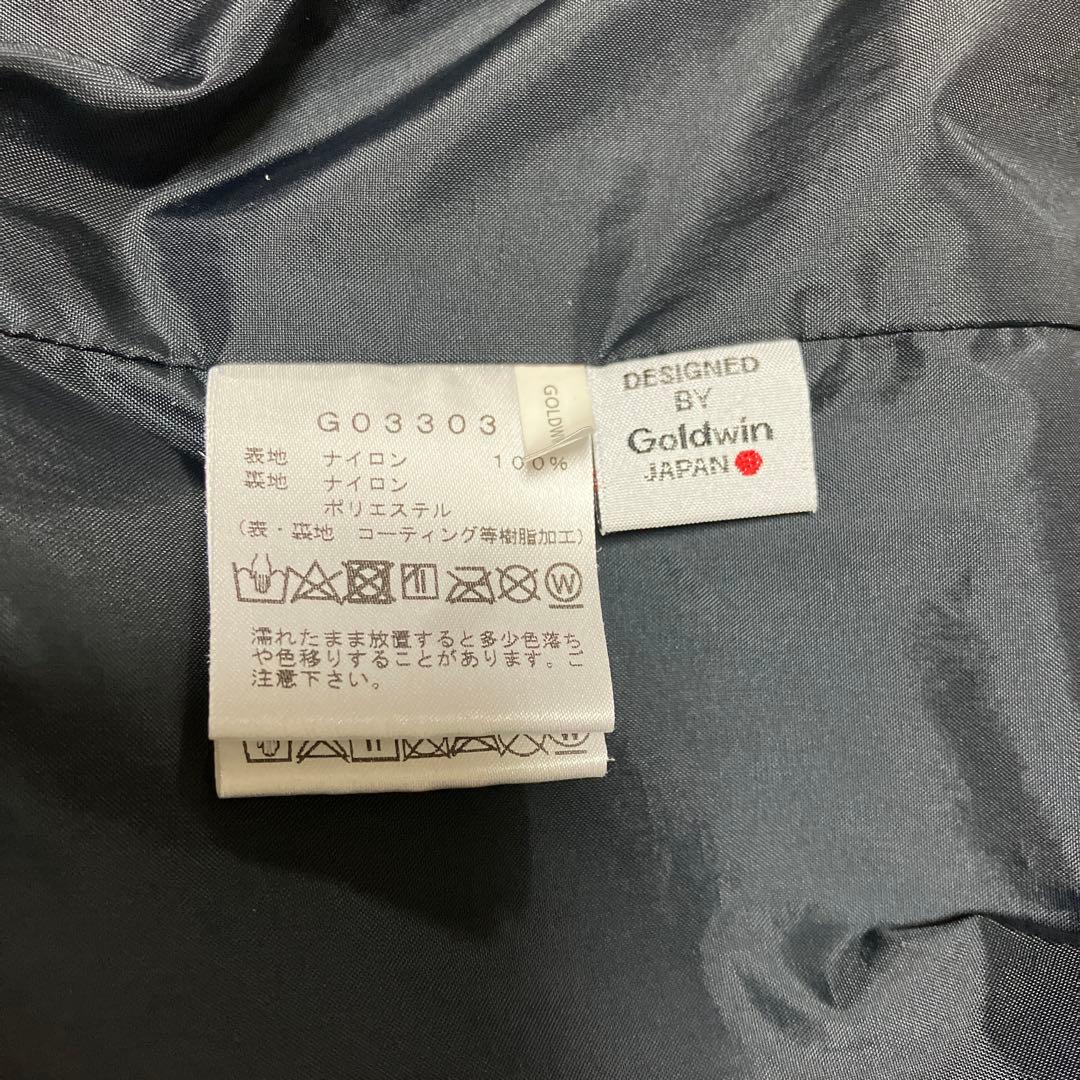 G03303
表地 ナイロン 100%
裏地 ナイロン
ポリエステル
(表・裏地 コーティング等樹脂加工)
W
濡れたまま放置すると多少色落ち
や色移りすることがあります。ご
注意下さい。
GOLDWIN
DESIGNED
BY
Goldwin
JAPAN